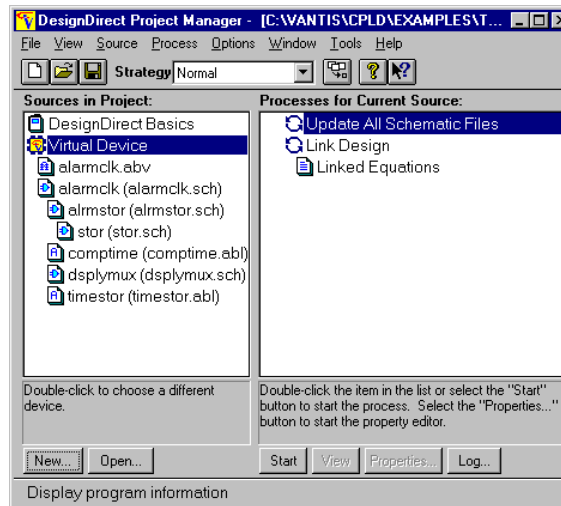 DesignDirect Project Manager - [C:\VANTIS\CPLD\EXAMPLES\T...
File View Source Process Options Window Tools Help
Strategy Normal
Sources in Project:
DesignDirect Basics
Virtual Device
alarmclk.abv
alarmclk (alarmclk.sch)
alrmstor (alrmstor.sch)
stor (stor.sch)
comptime (comptime.abl)
dsplymux (dsplymux.sch)
timestor (timestor.abl)
Double-click to choose a different
device.
New... Open...
Processes for Current Source:
Update All Schematic Files
Link Design
Linked Equations
Double-click the item in the list or select the "Start"
button to start the process. Select the "Properties..."
button to start the property editor.
Start View Properties... Log...
Display program information